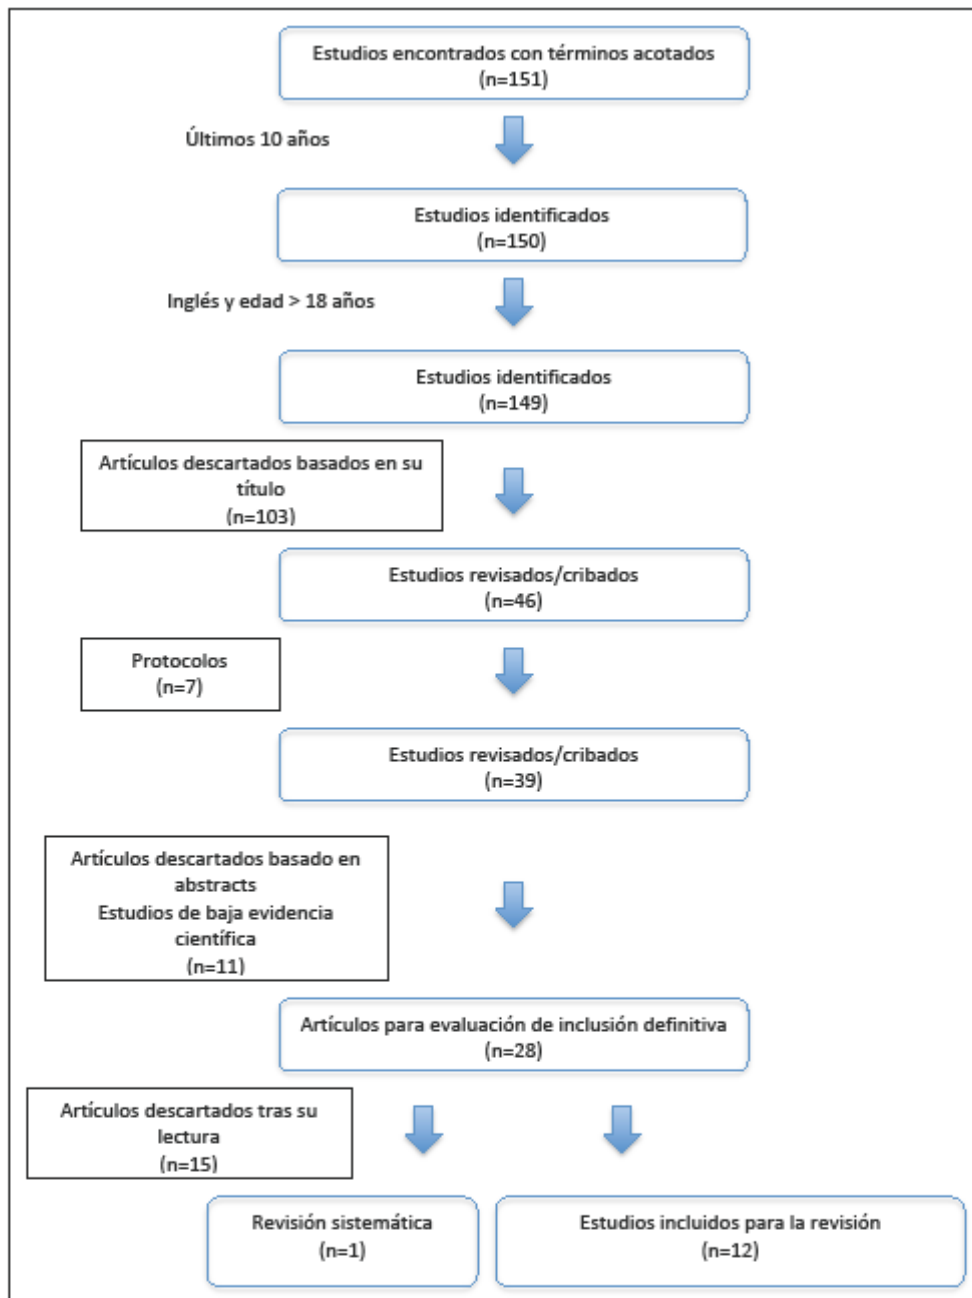 Estudios encontrados con términos acotados
(n=151)
Últimos 10 años
Estudios identificados
(n=150)
Inglés y edad > 18 años
Estudios identificados
(n=149)
Artículos descartados basados en su
título
(n=103)
Estudios revisados/cribados
(n=46)
Protocolos
(n=7)
Estudios revisados/cribados
(n=39)
Artículos descartados basado en
abstracts
Estudios de baja evidencia
científica
(n=11)
Artículos para evaluación de inclusión definitiva
(n=28)
Artículos descartados tras su
lectura
(n=15)
Revisión sistemática
(n=1)
Estudios incluidos para la revisión
(n=12)